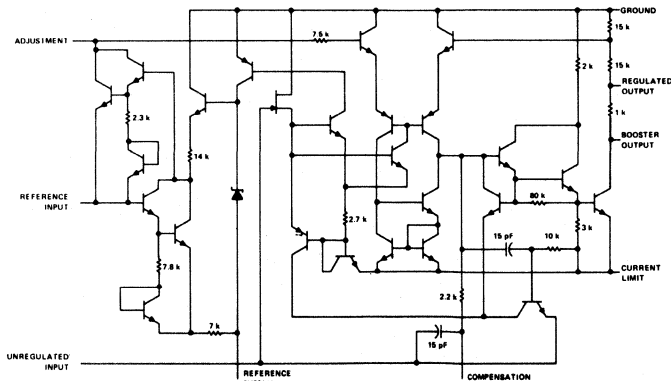 GROUND
15 k
ADJUSTMENT
7.5 k
2 k
15 k
REGULATED
OUTPUT
1 k
2.3 k
BOOSTER
OUTPUT
14 k
80 k
REFERENCE
INPUT
2.7 k
3 k
15 pF
10 k
7.8 k
CURRENT
LIMIT
2.2 k
7 k
15 pF
UNREGULATED
INPUT
REFERENCE
COMPENSATION